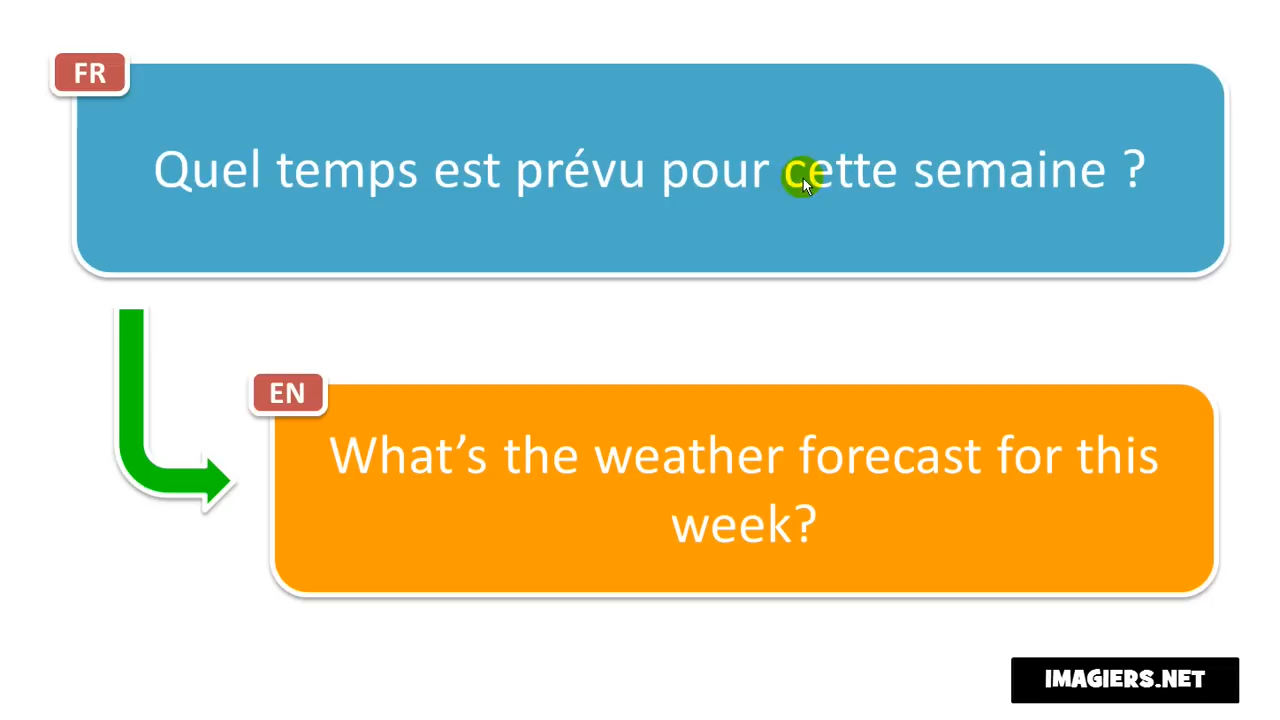 FR
Quel temps est prévu pour cette semaine ?
EN
What’s the weather forecast for this
week?
IMAGIERS.NET